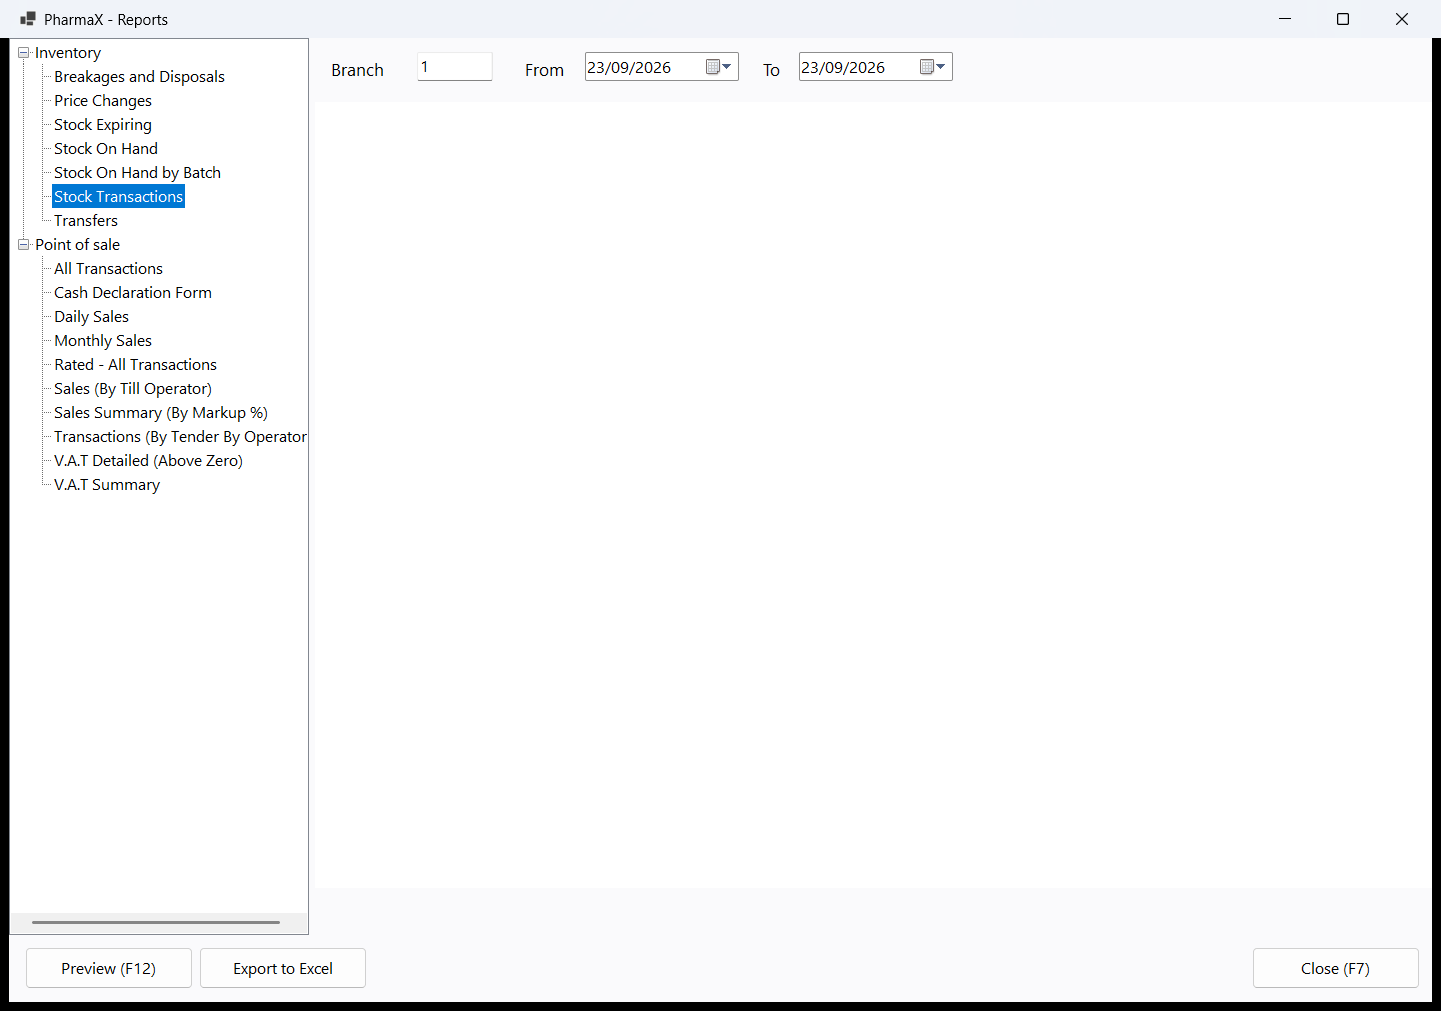 PharmaX - Reports
Inventory
Breakages and Disposals
Price Changes
Stock Expiring
Stock On Hand
Stock On Hand by Batch
Stock Transactions
Transfers
Point of sale
All Transactions
Cash Declaration Form
Daily Sales
Monthly Sales
Rated - All Transactions
Sales (By Till Operator)
Sales Summary (By Markup %)
Transactions (By Tender By Operator
V.A.T Detailed (Above Zero)
V.A.T Summary
Branch 1 From 23/09/2026 To 23/09/2026
Preview (F12) Export to Excel Close (F7)